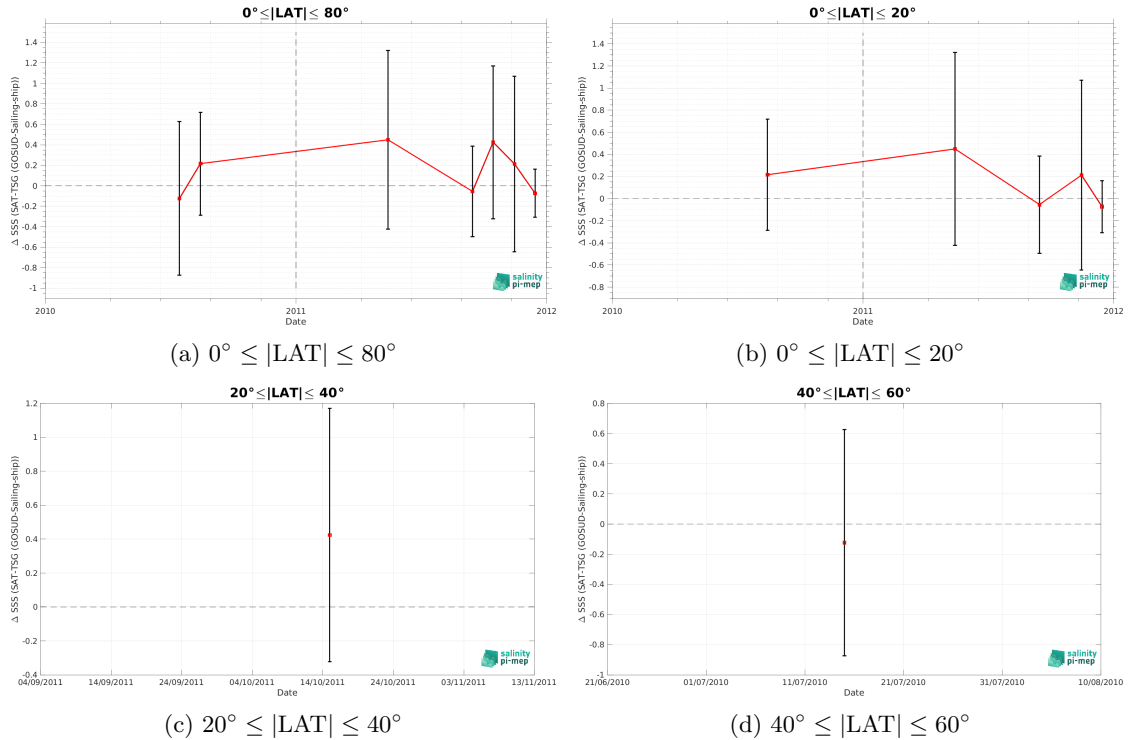 0°≤|LAT|≤ 80°
Δ SSS (SAT-TSG (GOSUD-Sailing-ship))
1.4
1.2
1
0.8
0.6
0.4
0.2
0
-0.2
-0.4
-0.6
-0.8
-1
2010 2011 2012
Date
salinity
pi-mep
(a) 0° ≤ |LAT| ≤ 80°
0°≤|LAT|≤ 20°
Δ SSS (SAT-TSG (GOSUD-Sailing-ship))
1.4
1.2
1
0.8
0.6
0.4
0.2
0
-0.2
-0.4
-0.6
-0.8
2010 2011 2012
Date
salinity
pi-mep
(b) 0° ≤ |LAT| ≤ 20°
20°≤|LAT|≤ 40°
Δ SSS (SAT-TSG (GOSUD-Sailing-ship))
1.2
1
0.8
0.6
0.4
0.2
0
-0.2
-0.4
04/09/2011 14/09/2011 24/09/2011 04/10/2011 14/10/2011 24/10/2011 03/11/2011 13/11/2011
Date
salinity
pi-mep
(c) 20° ≤ |LAT| ≤ 40°
40°≤|LAT|≤ 60°
Δ SSS (SAT-TSG (GOSUD-Sailing-ship))
0.8
0.6
0.4
0.2
0
-0.2
-0.4
-0.6
-0.8
-1
21/06/2010 01/07/2010 11/07/2010 21/07/2010 31/07/2010 10/08/2010
Date
salinity
pi-mep
(d) 40° ≤ |LAT| ≤ 60°